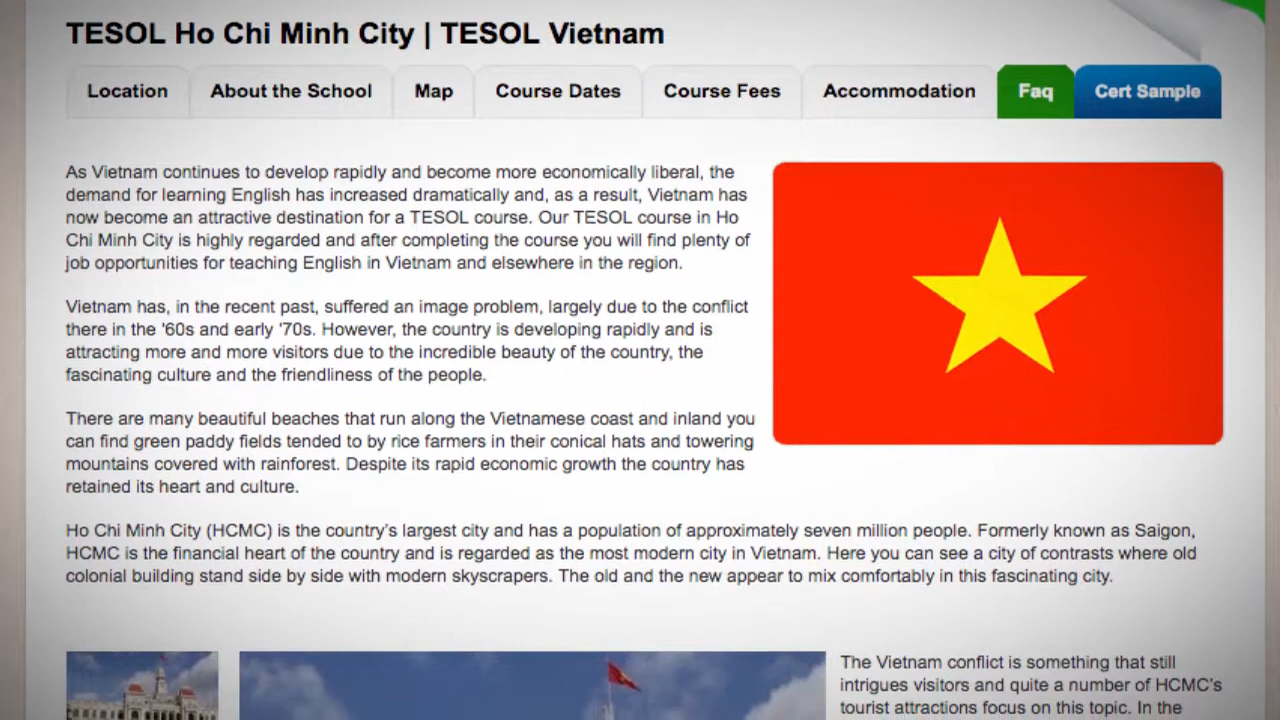 TESOL Ho Chi Minh City | TESOL Vietnam
Location
About the School
Map
Course Dates
Course Fees
Accommodation
Faq
Cert Sample
As Vietnam continues to develop rapidly and become more economically liberal, the
demand for learning English has increased dramatically and, as a result, Vietnam has
now become an attractive destination for a TESOL course. Our TESOL course in Ho
Chi Minh City is highly regarded and after completing the course you will find plenty of
job opportunities for teaching English in Vietnam and elsewhere in the region.
Vietnam has, in the recent past, suffered an image problem, largely due to the conflict
there in the '60s and early '70s. However, the country is developing rapidly and is
attracting more and more visitors due to the incredible beauty of the country, the
fascinating culture and the friendliness of the people.
There are many beautiful beaches that run along the Vietnamese coast and inland you
can find green paddy fields tended to by rice farmers in their conical hats and towering
mountains covered with rainforest. Despite its rapid economic growth the country has
retained its heart and culture.
Ho Chi Minh City (HCMC) is the country's largest city and has a population of approximately seven million people. Formerly known as Saigon,
HCMC is the financial heart of the country and is regarded as the most modern city in Vietnam. Here you can see a city of contrasts where old
colonial building stand side by side with modern skyscrapers. The old and the new appear to mix comfortably in this fascinating city.
The Vietnam conflict is something that still
intrigues visitors and quite a number of HCMC's
tourist attractions focus on this topic. In the